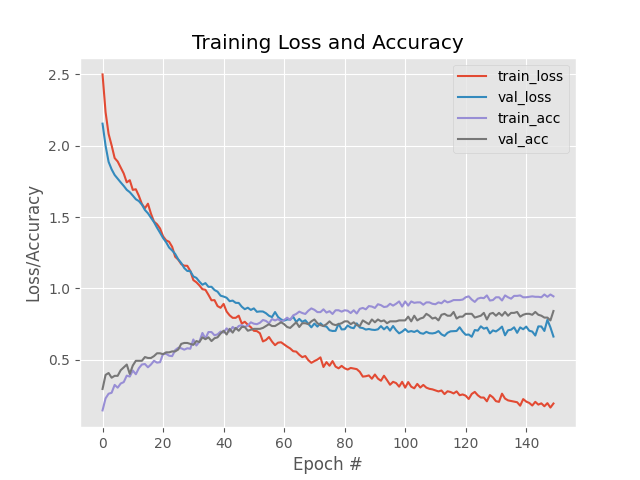 Training Loss and Accuracy
train_loss
val_loss
train_acc
val_acc
2.5
2.0
1.5
1.0
0.5
Loss/Accuracy
0 20 40 60 80 100 120 140
Epoch #